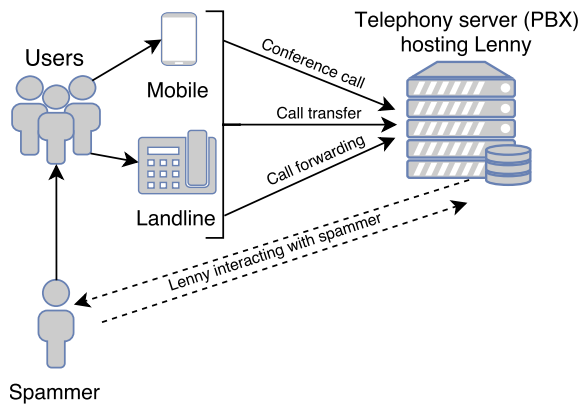 Telephony server (PBX)
hosting Lenny
Users
Mobile
Conference call
Call transfer
Call forwarding
Landline
Lenny interacting with spammer
Spammer